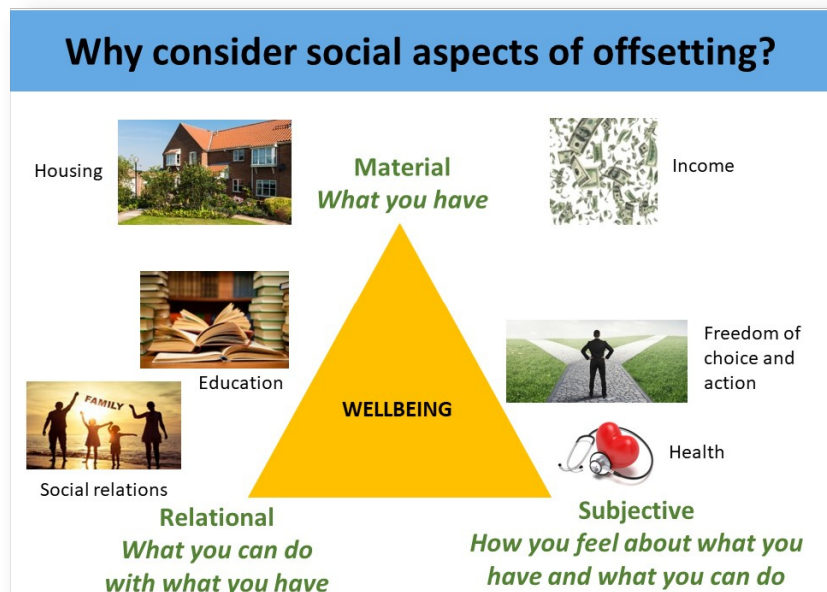 Why consider social aspects of offsetting?
Housing
Material
What you have
Income
Education
Freedom of
choice and
action
WELLBEING
FAMILY
Social relations
Health
Relational
What you can do
with what you have
Subjective
How you feel about what you
have and what you can do